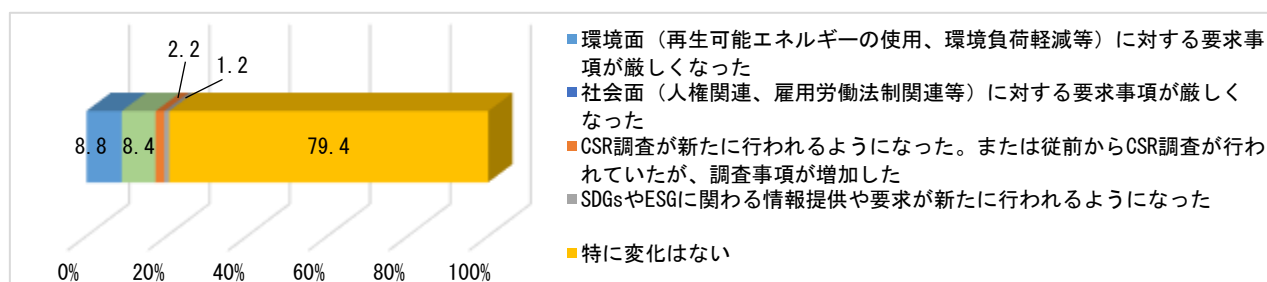 2.2
1.2
8.8
8.4
79.4
0%
20%
40%
60%
80%
100%
環境面（再生可能エネルギーの使用、環境負荷軽減等）に対する要求事
項が厳しくなった
社会面（人権関連、雇用労働法制関連等）に対する要求事項が厳しく
なった
CSR調査が新たに行われるようになった。または従前からCSR調査が行わ
れていたが、調査事項が増加した
SDGsやESGに関わる情報提供や要求が新たに行われるようになった
特に変化はない